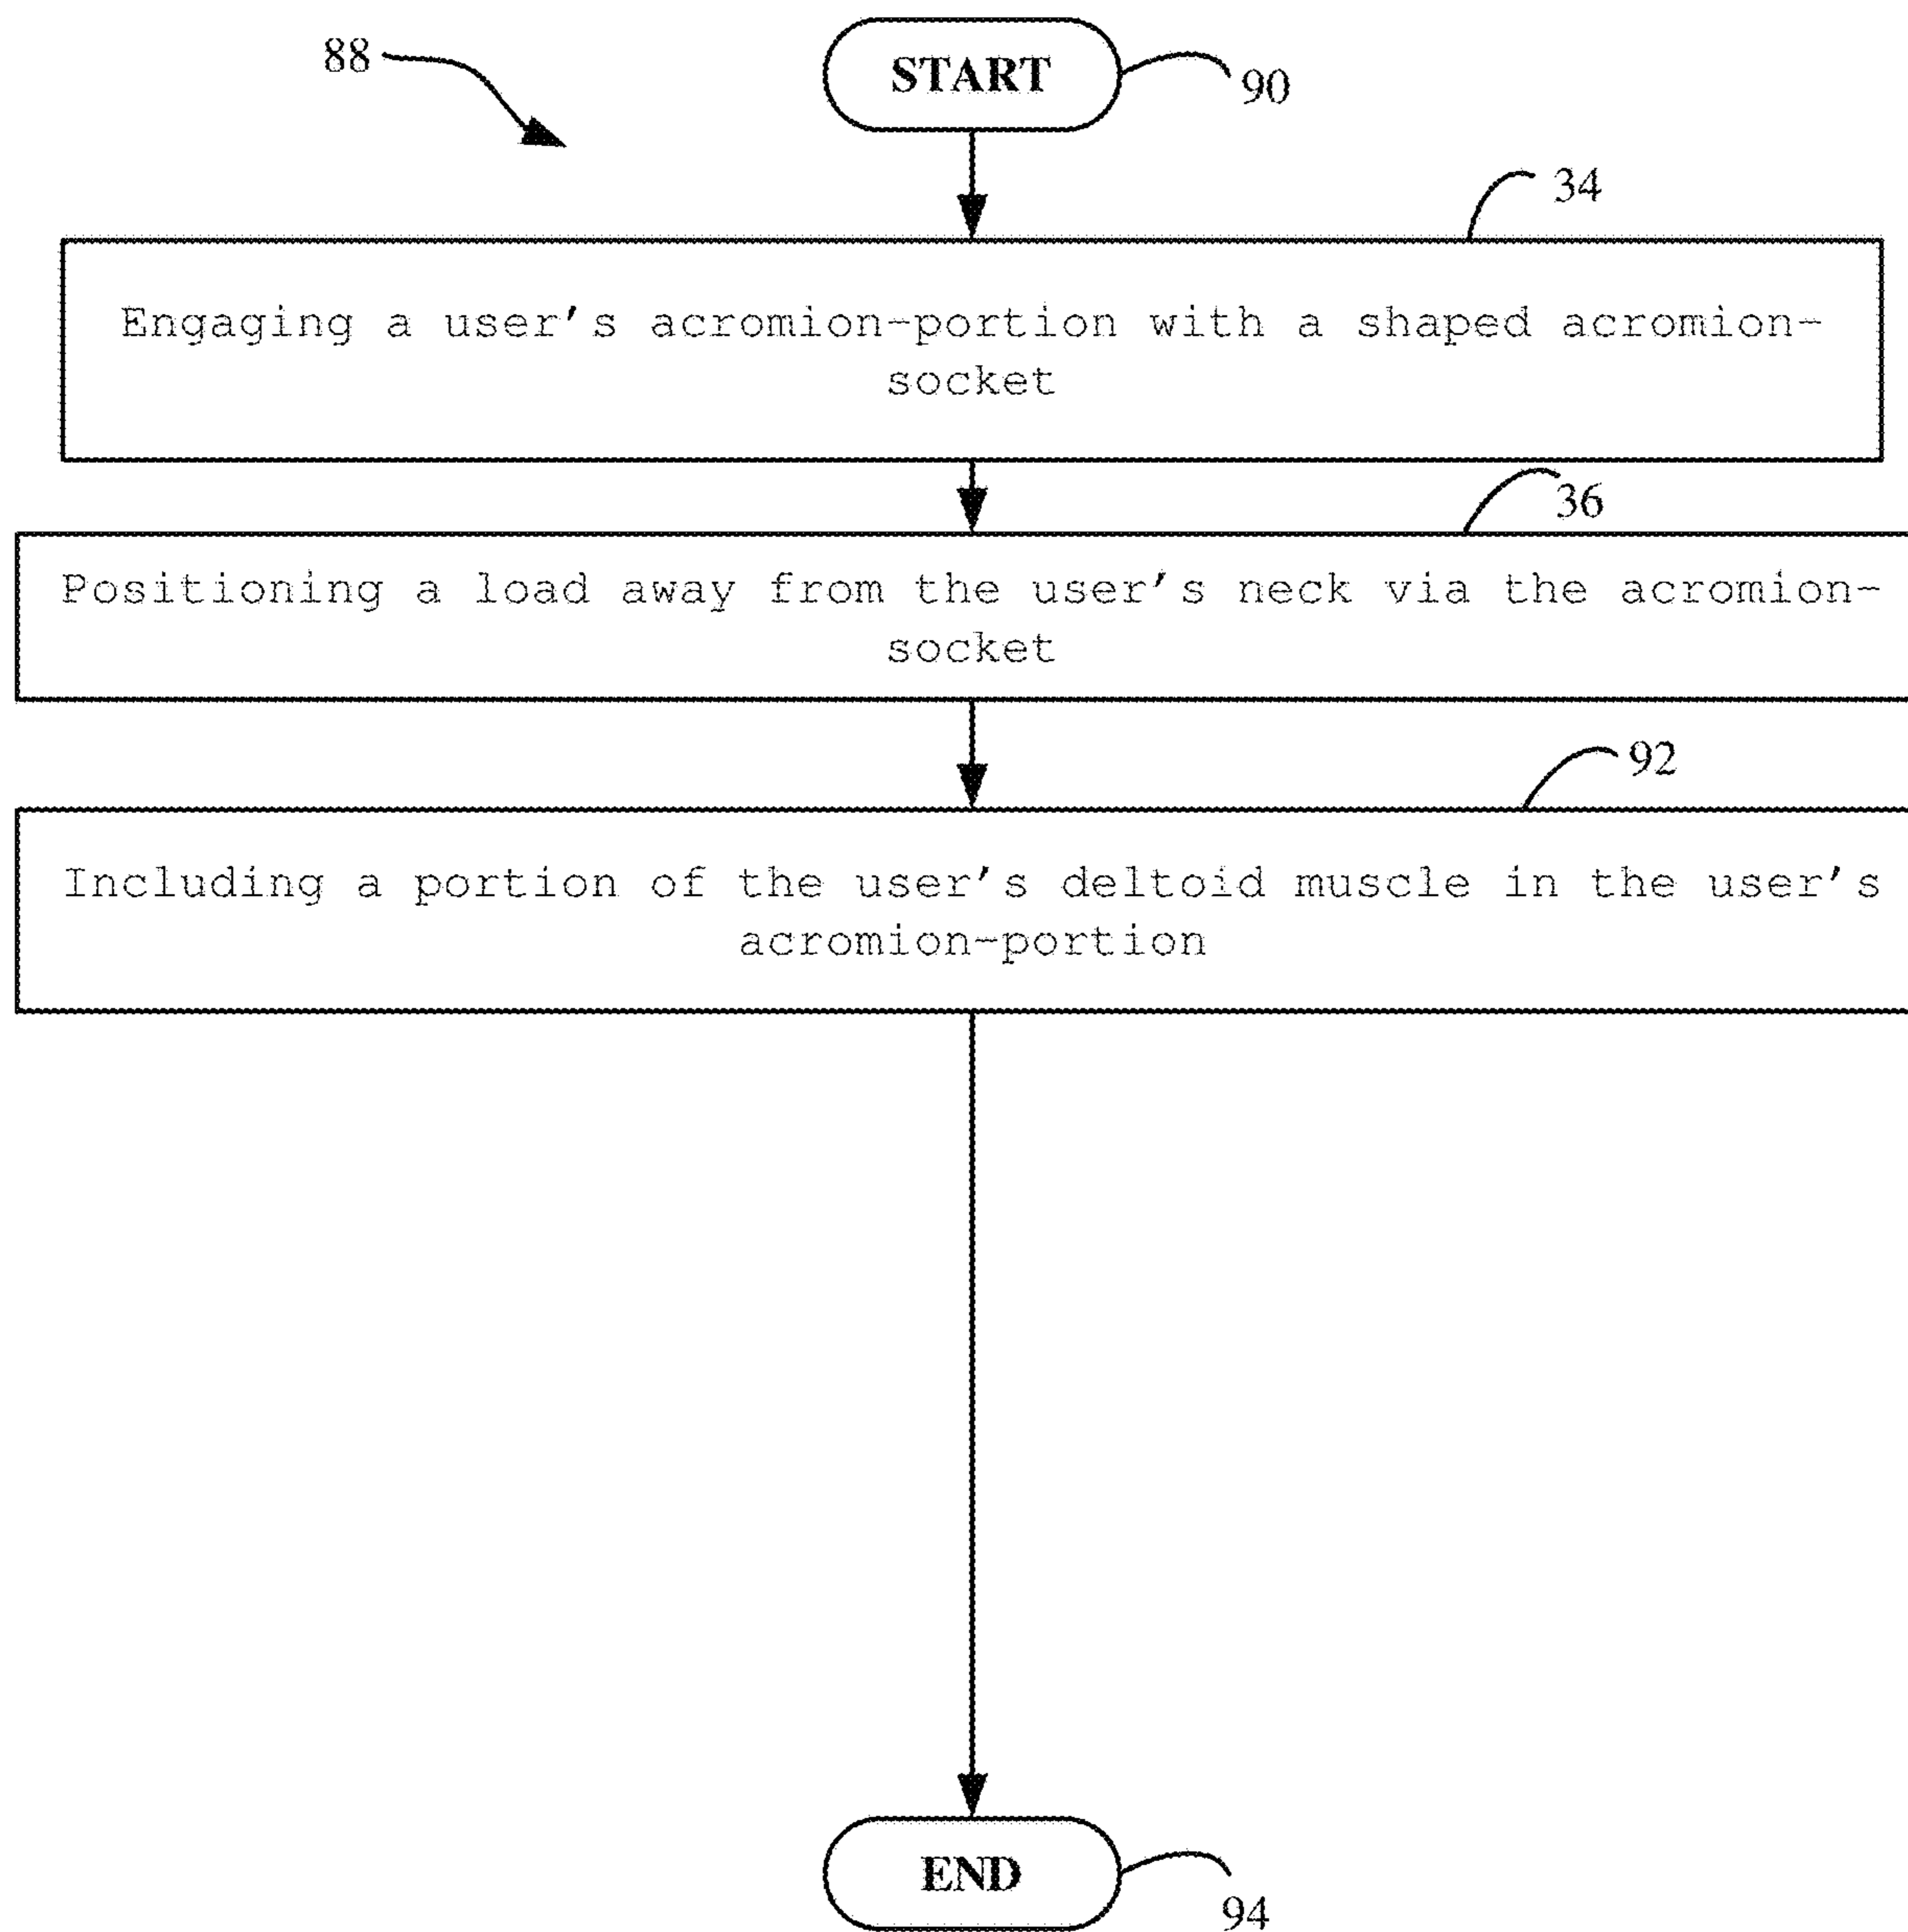 88
START
90
34
Engaging a user's acromion-portion with a shaped acromion-
socket
36
Positioning a load away from the user's neck via the acromion-
socket
92
Including a portion of the user's deltoid muscle in the user's
acromion-portion
END
94